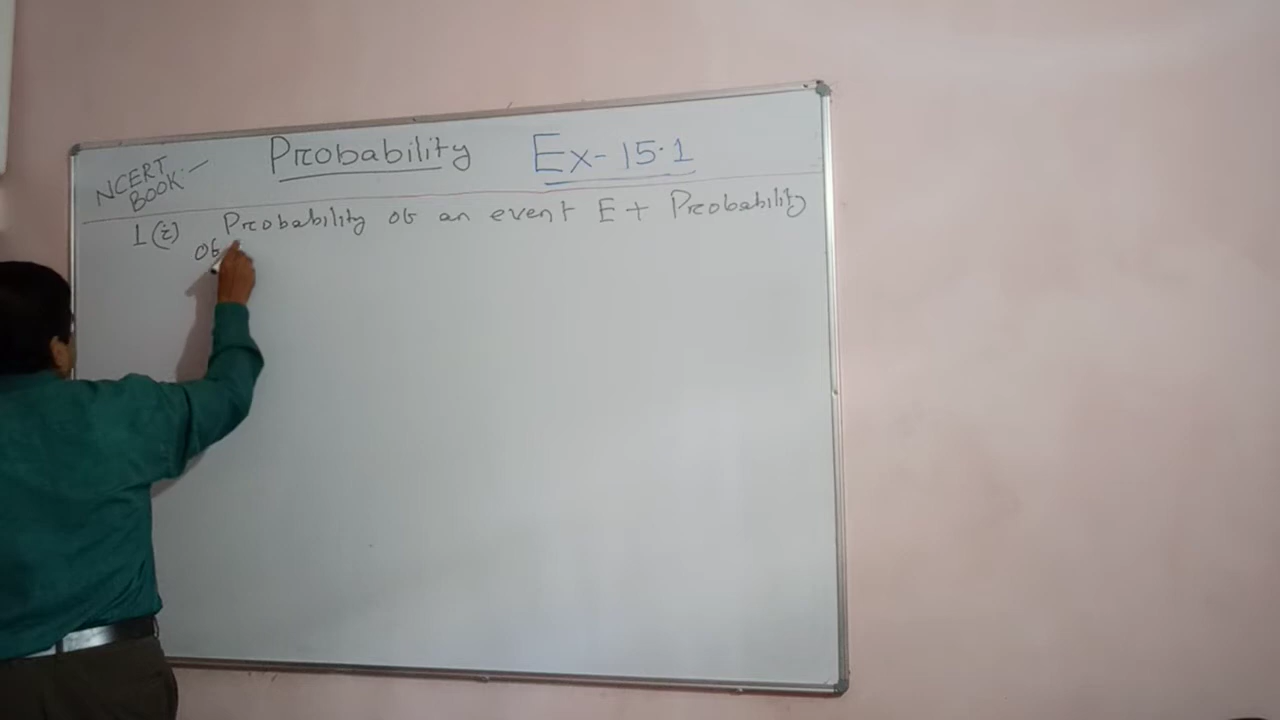 NCERT BOOK:-
Probability Ex-15.1
1(i) Probability of an event E + Probability
of